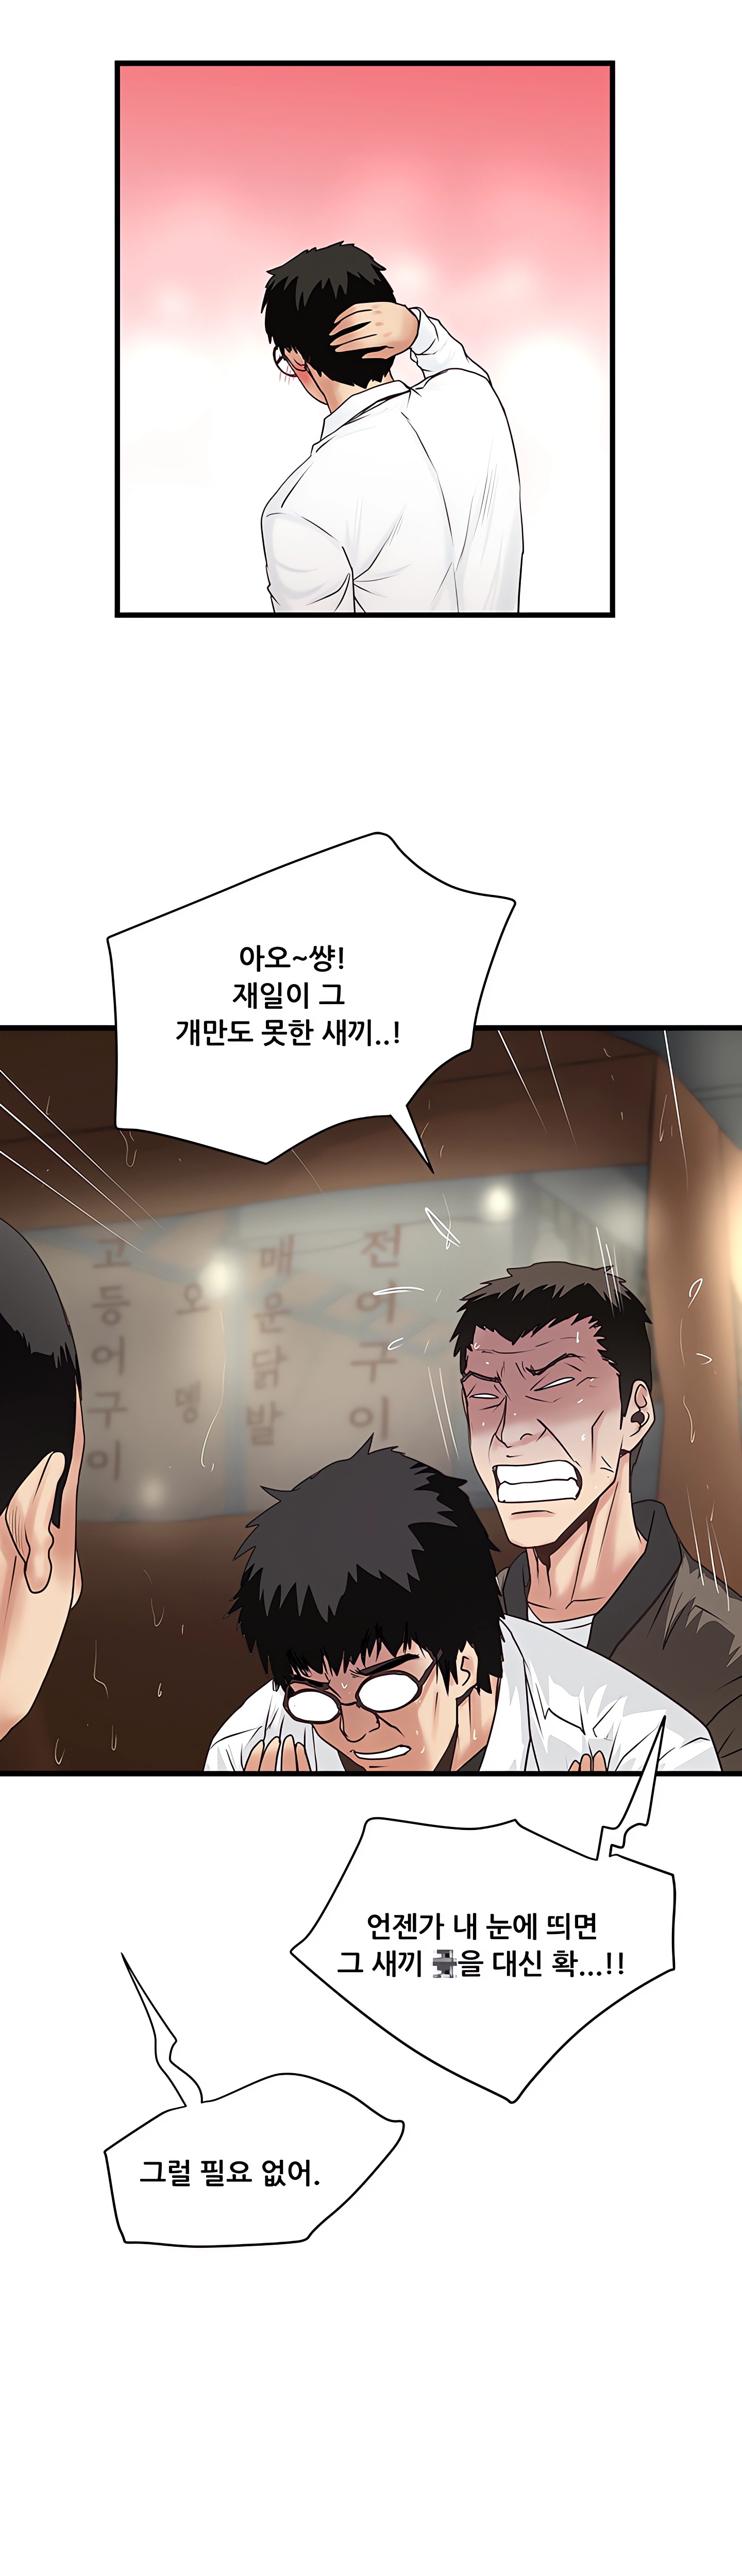 아오~썅!
재일이 그
개만도 못한 새끼..!
고등어구이
오뎅
매운닭발
전어구이
언젠가 내 눈에 띄면
그 새끼 을 대신 확...!!
그럴 필요 없어.